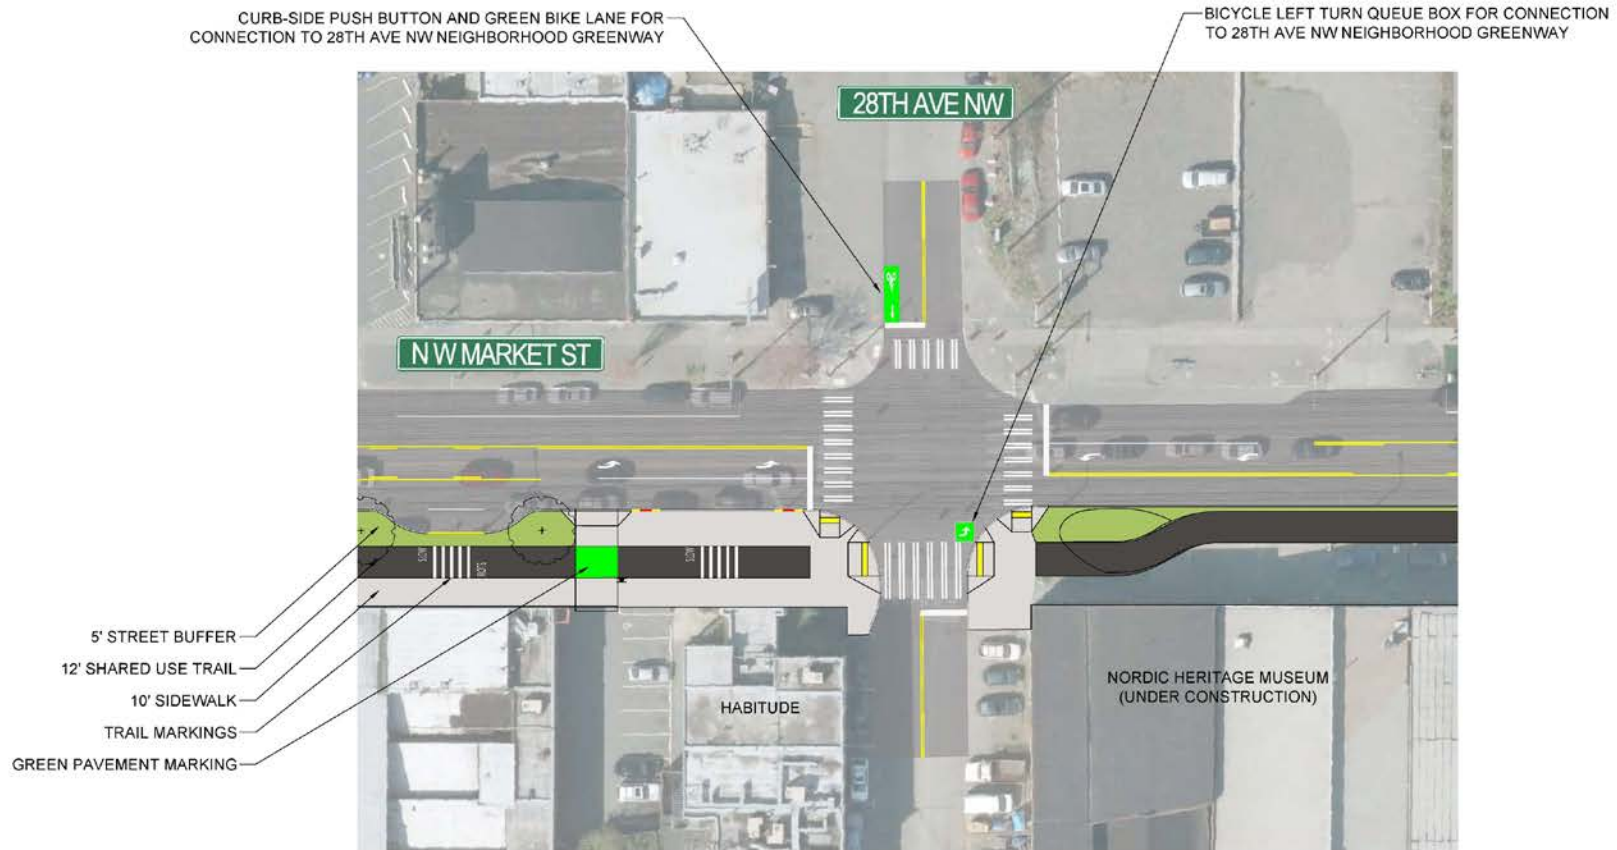 CURB-SIDE PUSH BUTTON AND GREEN BIKE LANE FOR
CONNECTION TO 28TH AVE NW NEIGHBORHOOD GREENWAY
BICYCLE LEFT TURN QUEUE BOX FOR CONNECTION
TO 28TH AVE NW NEIGHBORHOOD GREENWAY
28TH AVE NW
NW MARKET ST
SLOW
SLOW
5' STREET BUFFER
12' SHARED USE TRAIL
10' SIDEWALK
TRAIL MARKINGS
GREEN PAVEMENT MARKING
HABITUDE
NORDIC HERITAGE MUSEUM
(UNDER CONSTRUCTION)